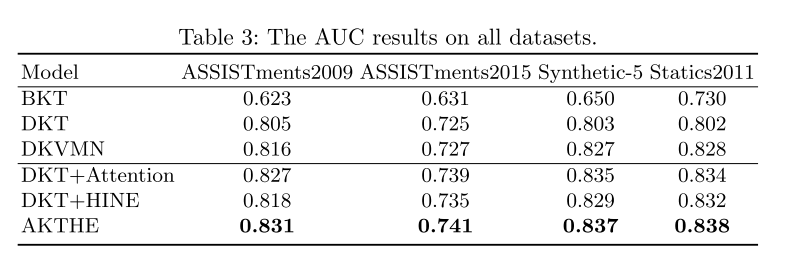 Table 3: The AUC results on all datasets.
Model ASSISTments2009 ASSISTments2015 Synthetic-5 Statics2011
BKT 0.623 0.631 0.650 0.730
DKT 0.805 0.725 0.803 0.802
DKVMN 0.816 0.727 0.827 0.828
DKT+Attention 0.827 0.739 0.835 0.834
DKT+HINE 0.818 0.735 0.829 0.832
AKTHE 0.831 0.741 0.837 0.838